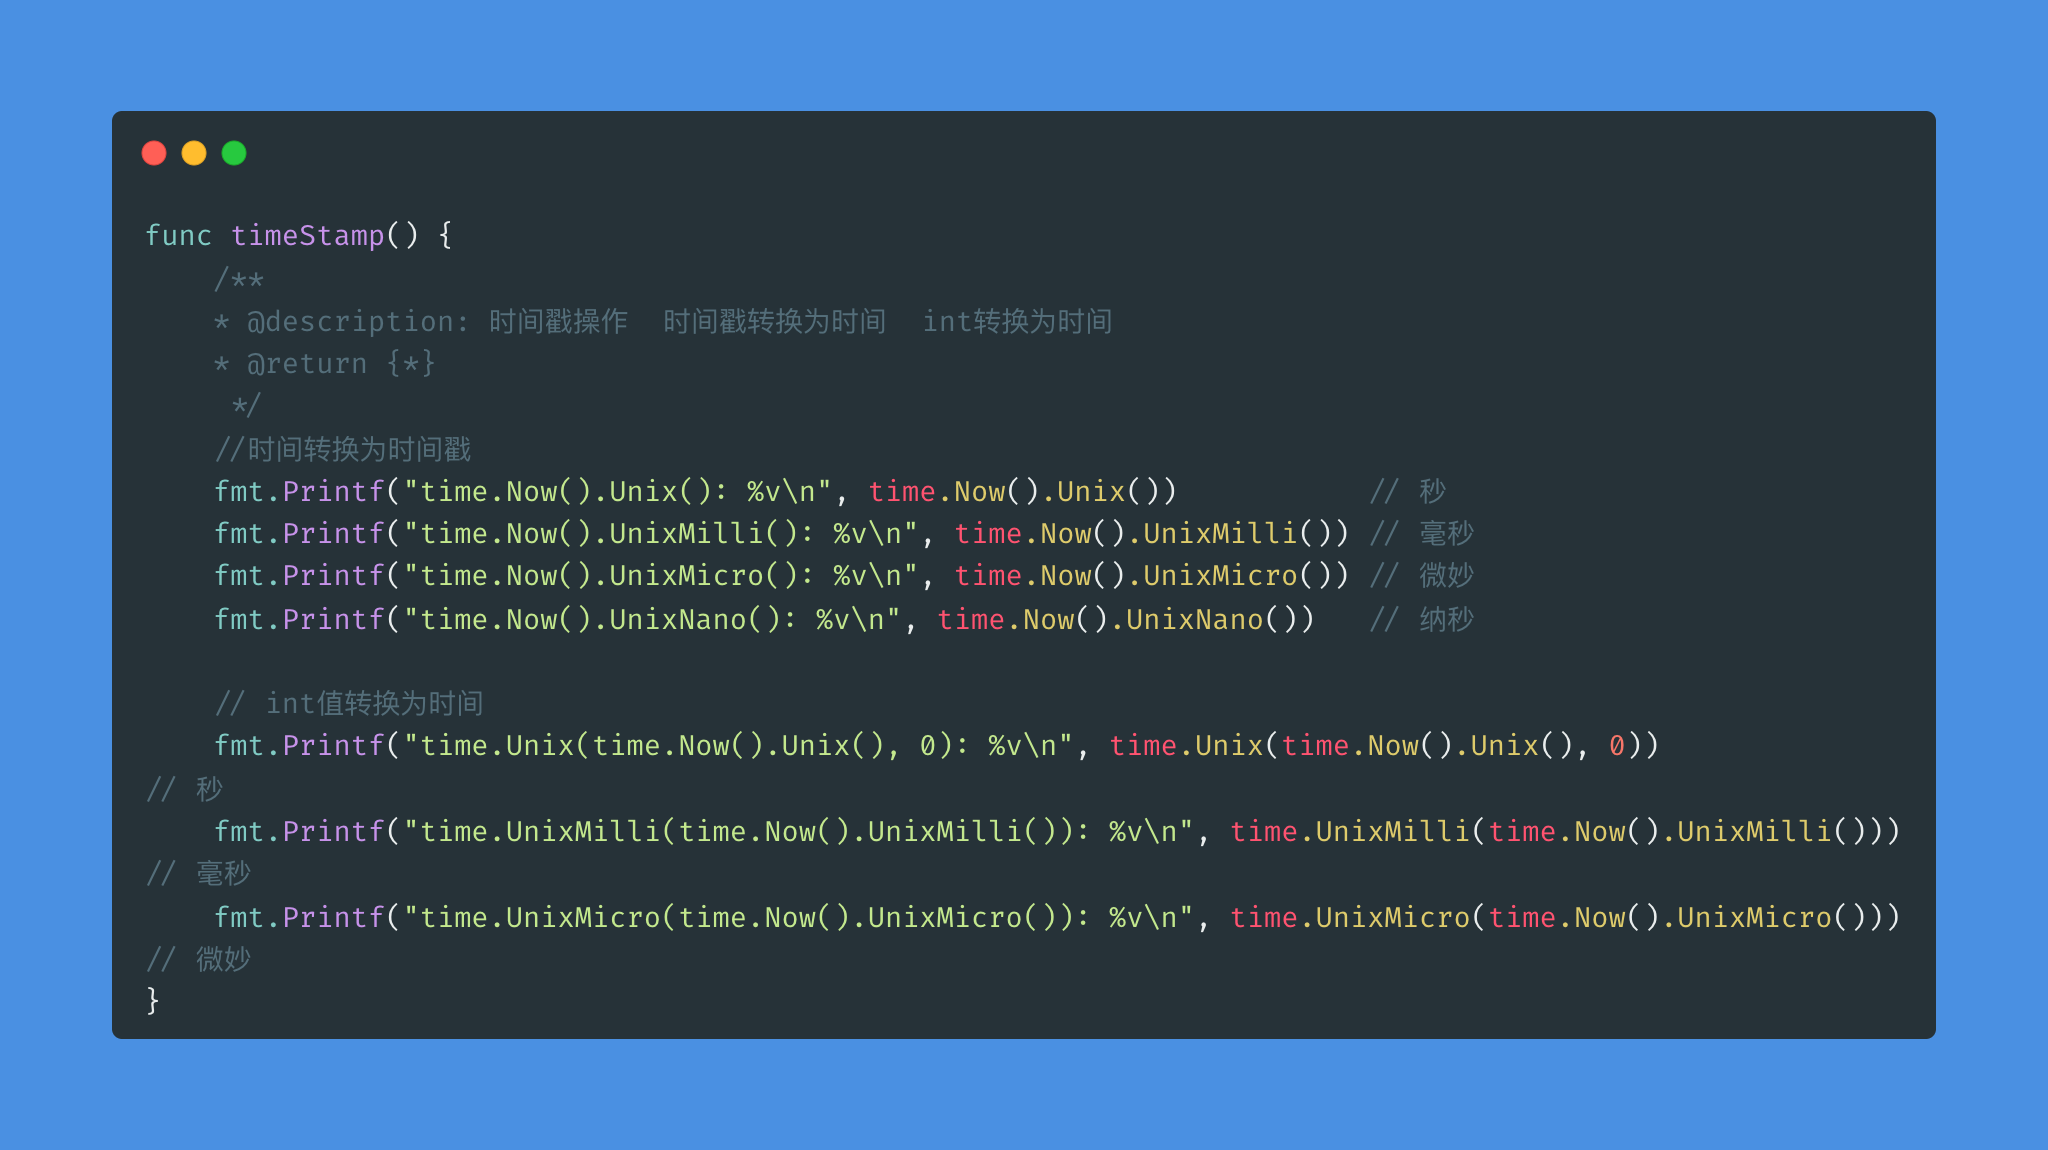 func timeStamp() {
    /**
    * @description: 时间戳操作  时间戳转换为时间  int转换为时间
    * @return {*}
     */
    //时间转换为时间戳
    fmt.Printf("time.Now().Unix(): %v\n", time.Now().Unix())           // 秒
    fmt.Printf("time.Now().UnixMilli(): %v\n", time.Now().UnixMilli()) // 毫秒
    fmt.Printf("time.Now().UnixMicro(): %v\n", time.Now().UnixMicro()) // 微妙
    fmt.Printf("time.Now().UnixNano(): %v\n", time.Now().UnixNano())   // 纳秒
    // int值转换为时间
    fmt.Printf("time.Unix(time.Now().Unix(), 0): %v\n", time.Unix(time.Now().Unix(), 0))
// 秒
    fmt.Printf("time.UnixMilli(time.Now().UnixMilli()): %v\n", time.UnixMilli(time.Now().UnixMilli()))
// 毫秒
    fmt.Printf("time.UnixMicro(time.Now().UnixMicro()): %v\n", time.UnixMicro(time.Now().UnixMicro()))
// 微妙
}